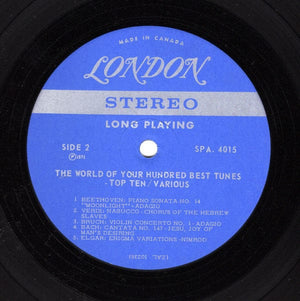 MADE IN CANADA
LONDON
STEREO
LONG PLAYING
SIDE 2
SPA. 4015
℗ 1971
THE WORLD OF YOUR HUNDRED BEST TUNES
TOP TEN/VARIOUS
1 BEETHOVEN: PIANO SONATA NO. 14
"MOONLIGHT"-ADAGIO
2 VERDI: NABUCCO-CHORUS OF THE HEBREW
SLAVES
3 BRUCH: VIOLIN CONCERTO NO. 1-ADAGIO
4 BACH: CANTATA NO. 147-JESU, JOY OF
MAN'S DESIRING
5 ELGAR: ENIGMA VARIATIONS-NIMROD